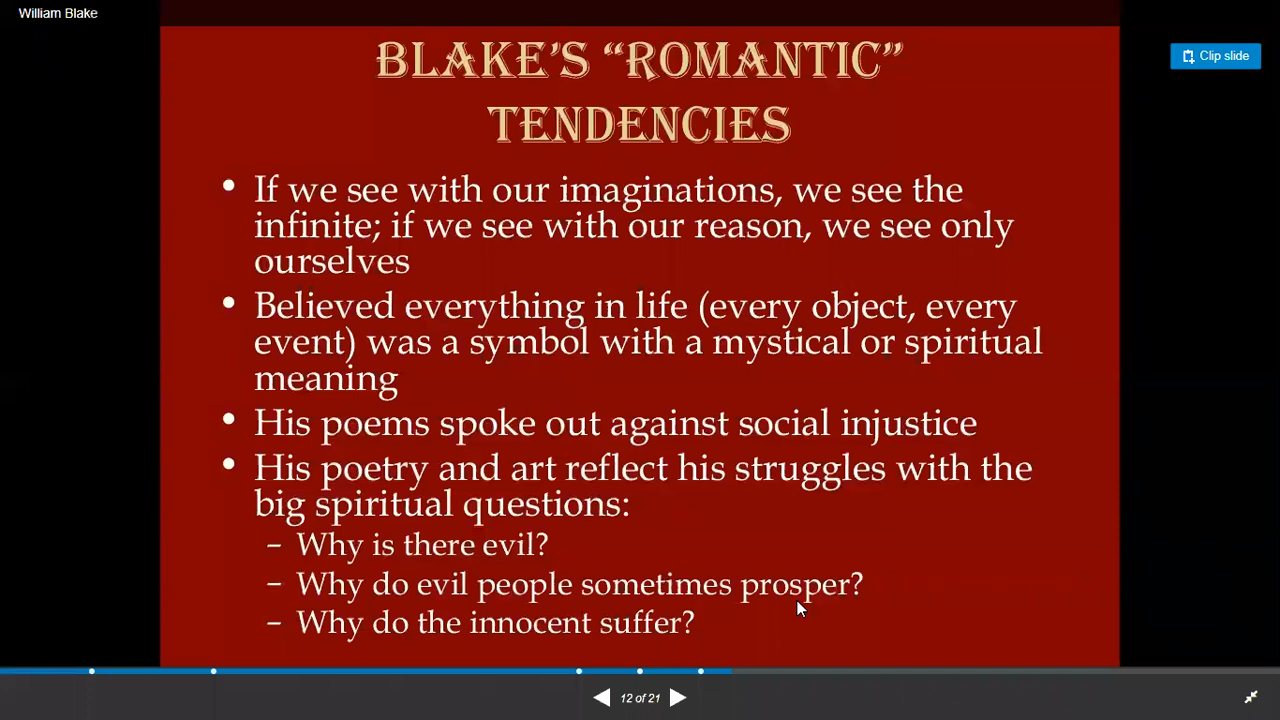 William Blake
Clip slide
BLAKE'S “ROMANTIC”
TENDENCIES
• If we see with our imaginations, we see the
infinite; if we see with our reason, we see only
ourselves
• Believed everything in life (every object, every
event) was a symbol with a mystical or spiritual
meaning
• His poems spoke out against social injustice
• His poetry and art reflect his struggles with the
big spiritual questions:
– Why is there evil?
– Why do evil people sometimes prosper?
– Why do the innocent suffer?
12 of 21